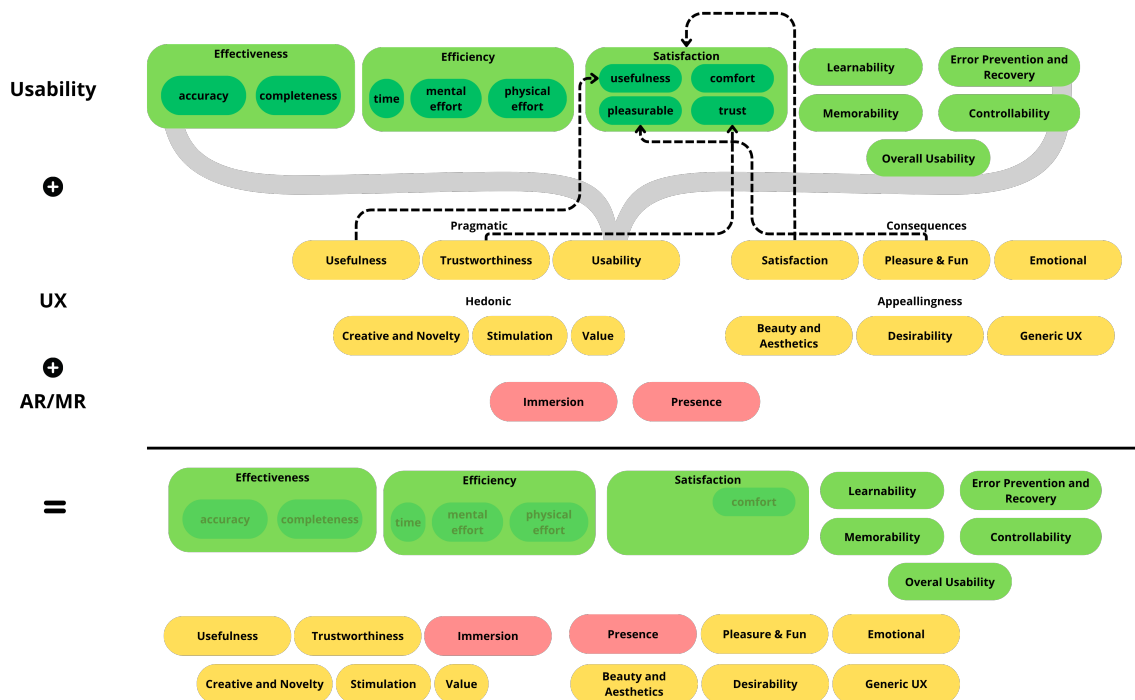 Usability
Effectiveness
accuracy
completeness
Efficiency
time
mental
effort
physical
effort
Satisfaction
usefulness
comfort
pleasurable
trust
Learnability
Error Prevention and
Recovery
Memorability
Controllability
Overall Usability
UX
Pragmatic
Usefulness
Trustworthiness
Usability
Consequences
Satisfaction
Pleasure & Fun
Emotional
Hedonic
Creative and Novelty
Stimulation
Value
Appeallingness
Beauty and
Aesthetics
Desirability
Generic UX
AR/MR
Immersion
Presence
=
Effectiveness
accuracy
completeness
Efficiency
time
mental
effort
physical
effort
Satisfaction
comfort
Learnability
Error Prevention and
Recovery
Memorability
Controllability
Overal Usability
Usefulness
Trustworthiness
Immersion
Presence
Pleasure & Fun
Emotional
Creative and Novelty
Stimulation
Value
Beauty and
Aesthetics
Desirability
Generic UX